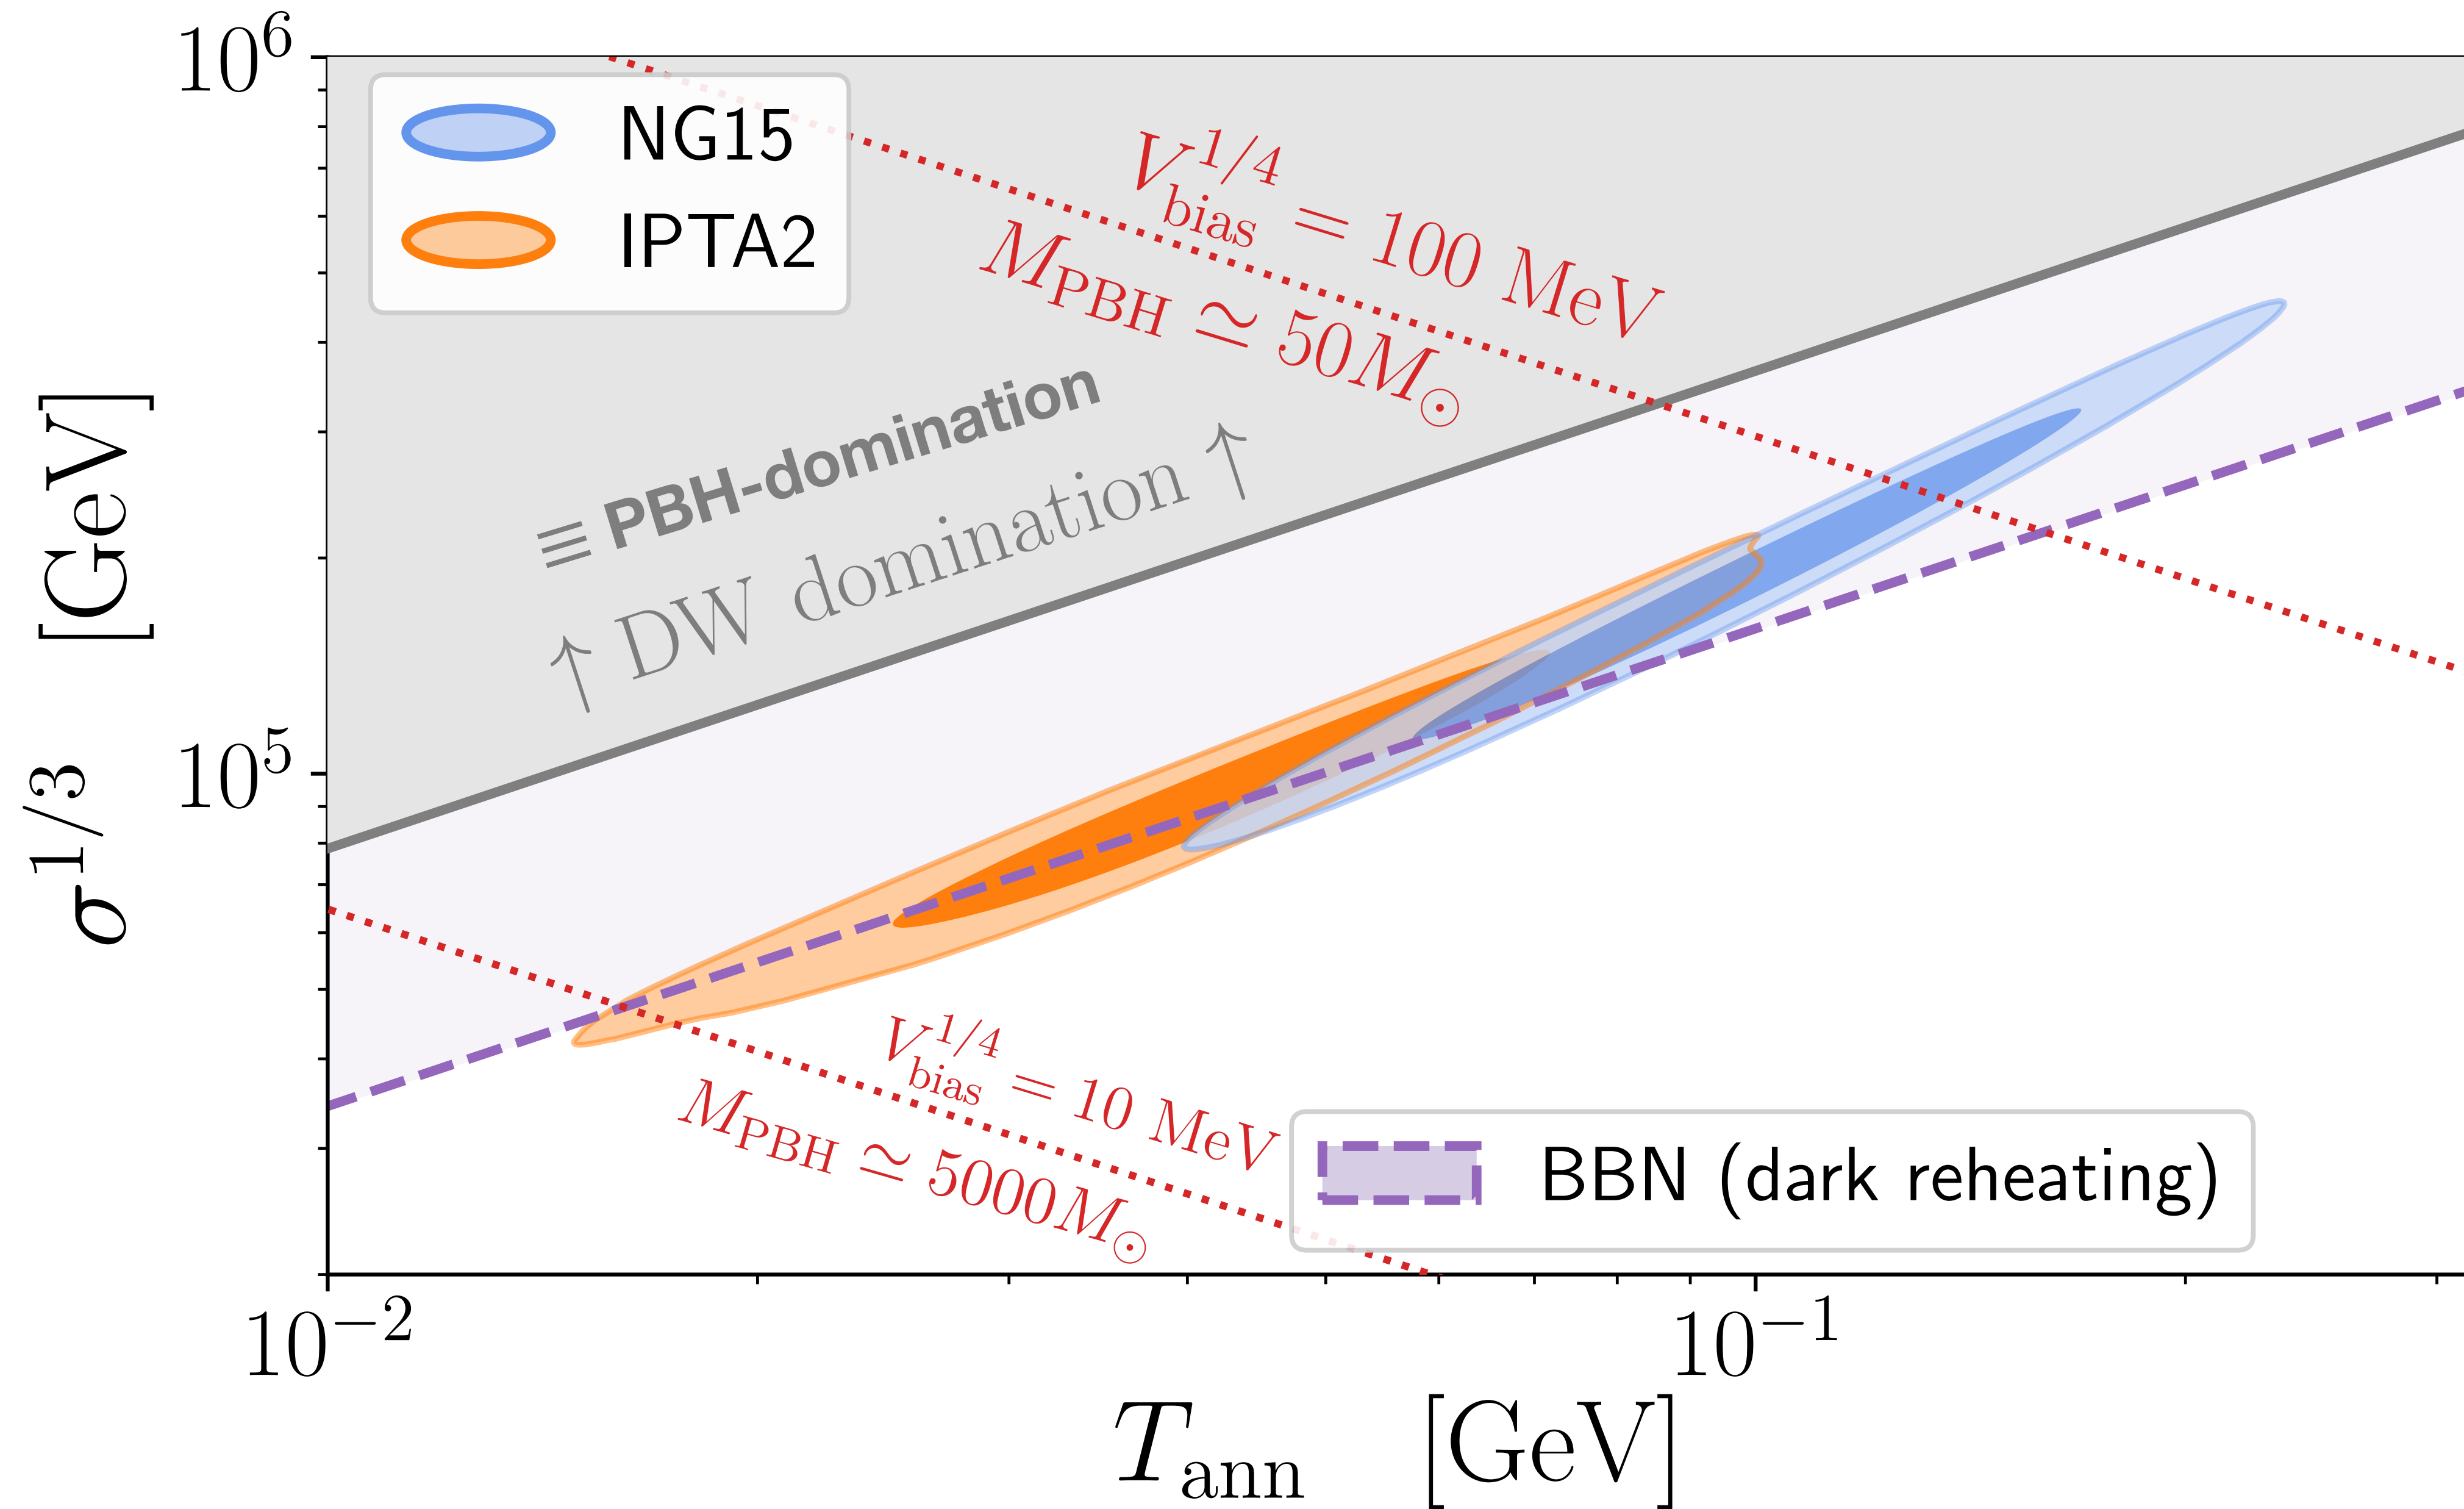 10^6
NG15
IPTA2
V_bias^1/4 = 100 MeV
M_PBH ≃ 50M_⊙
≡ PBH-domination
↑ DW domination ↑
σ^1/3 [GeV]
10^5
V_bias^1/4 = 10 MeV
M_PBH ≃ 5000M_⊙
BBN (dark reheating)
10^−2
10^−1
T_ann [GeV]